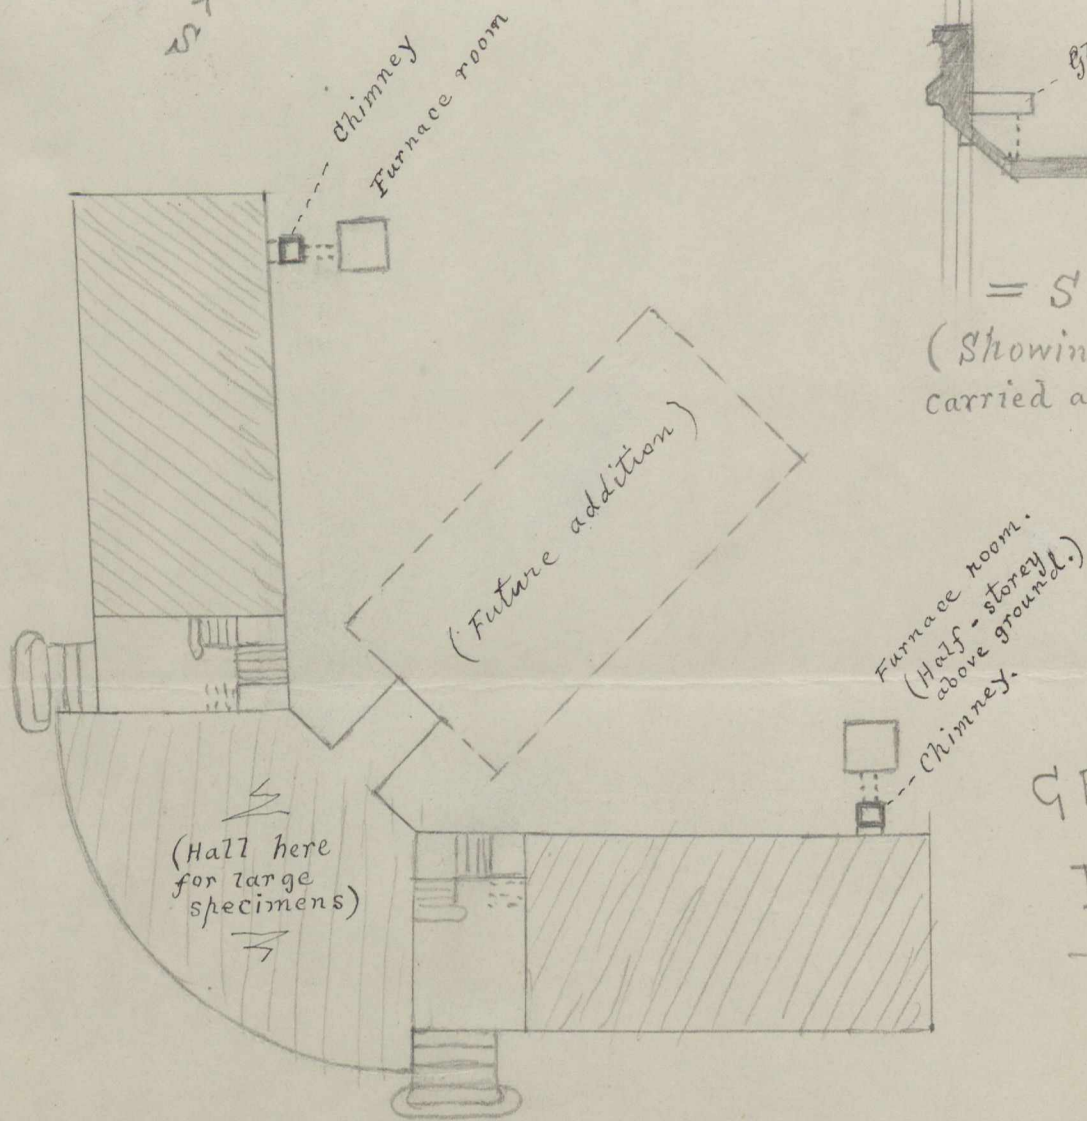 Chimney
Furnace room
= S
(Showin
carried a
(Future addition)
Furnace room.
(Half-storey
above ground.)
Chimney.
(Hall here
for large
specimens)